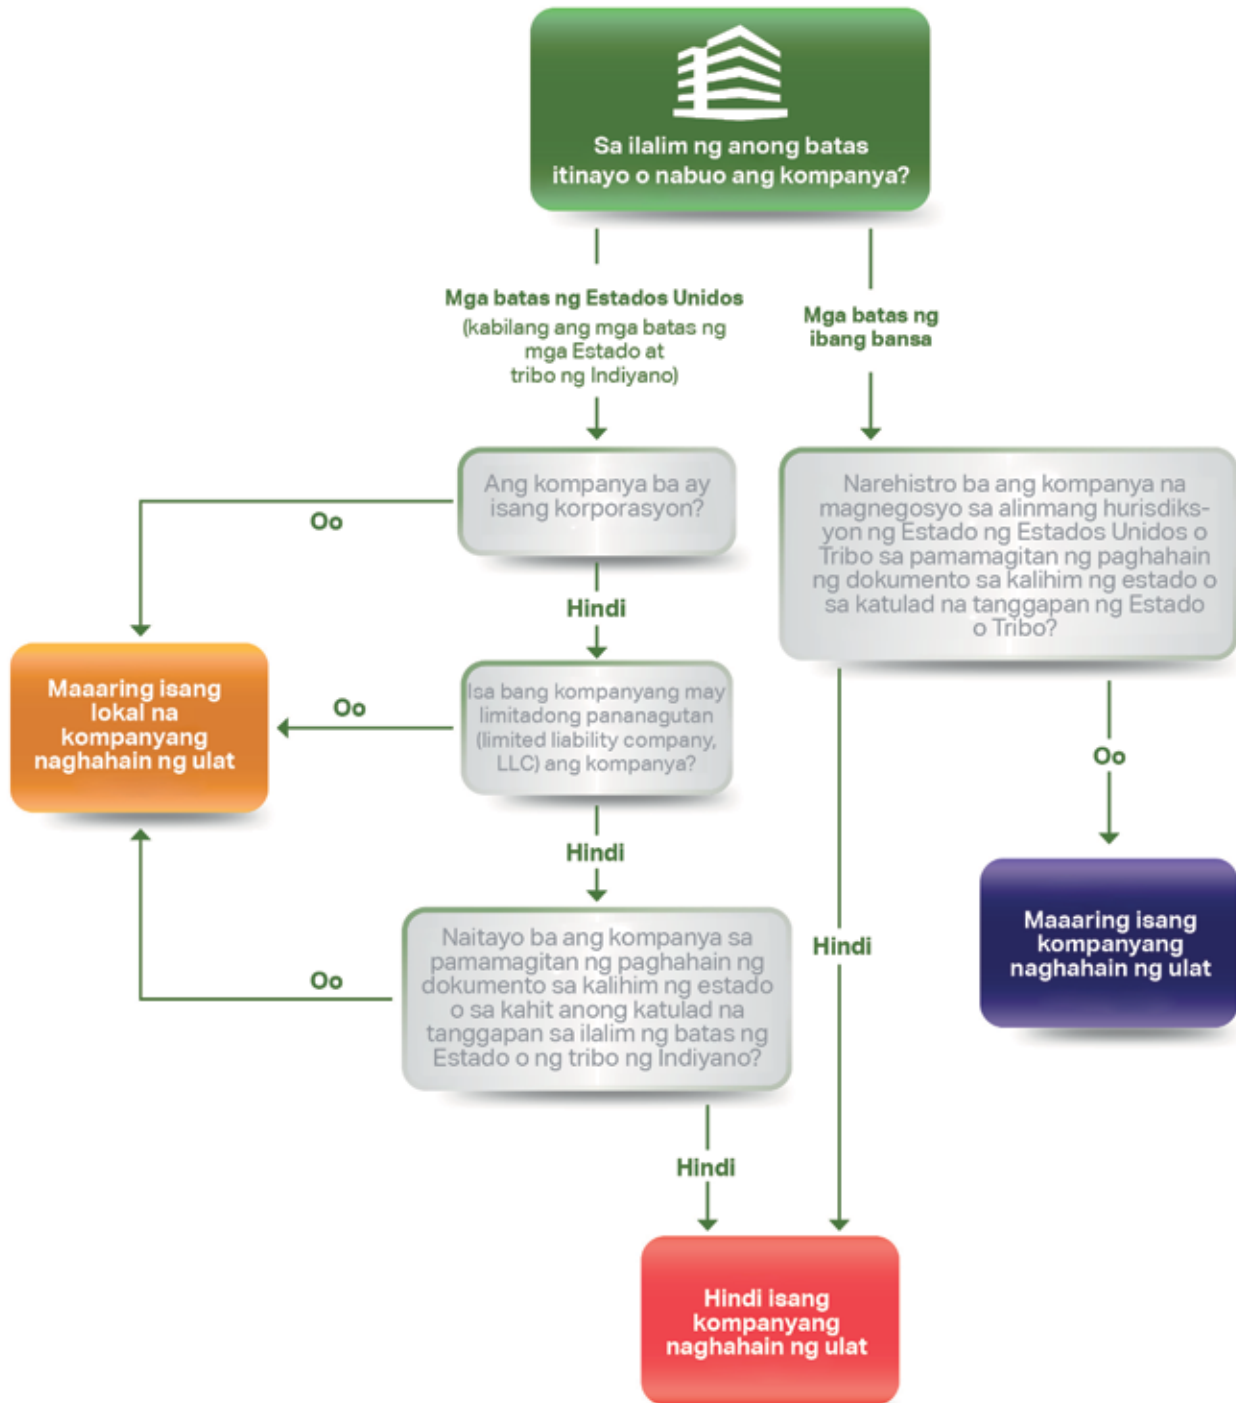 Sa ilalim ng anong batas
itinayo o nabuo ang kompanya?
Mga batas ng Estados Unidos
(kabilang ang mga batas ng
mga Estado at
tribo ng Indiyano)
Mga batas ng
ibang bansa
Ang kompanya ba ay
isang korporasyon?
Oo
Hindi
Narehistro ba ang kompanya na
magnegosyo sa alinmang hurisdiks-
yon ng Estado ng Estados Unidos o
Tribo sa pamamagitan ng paghahain
ng dokumento sa kalihim ng estado o
sa katulad na tanggapan ng Estado
o Tribo?
Maaaring isang
lokal na
kompanyang
naghahain ng ulat
Oo
Isa bang kompanyang may
limitadong pananagutan
(limited liability company,
LLC) ang kompanya?
Oo
Hindi
Maaaring isang
kompanyang
naghahain ng ulat
Oo
Naitayo ba ang kompanya sa
pamamagitan ng paghahain ng
dokumento sa kalihim ng estado
o sa kahit anong katulad na
tanggapan sa ilalim ng batas ng
Estado o ng tribo ng Indiyano?
Hindi
Hindi
Hindi isang
kompanyang
naghahain ng ulat